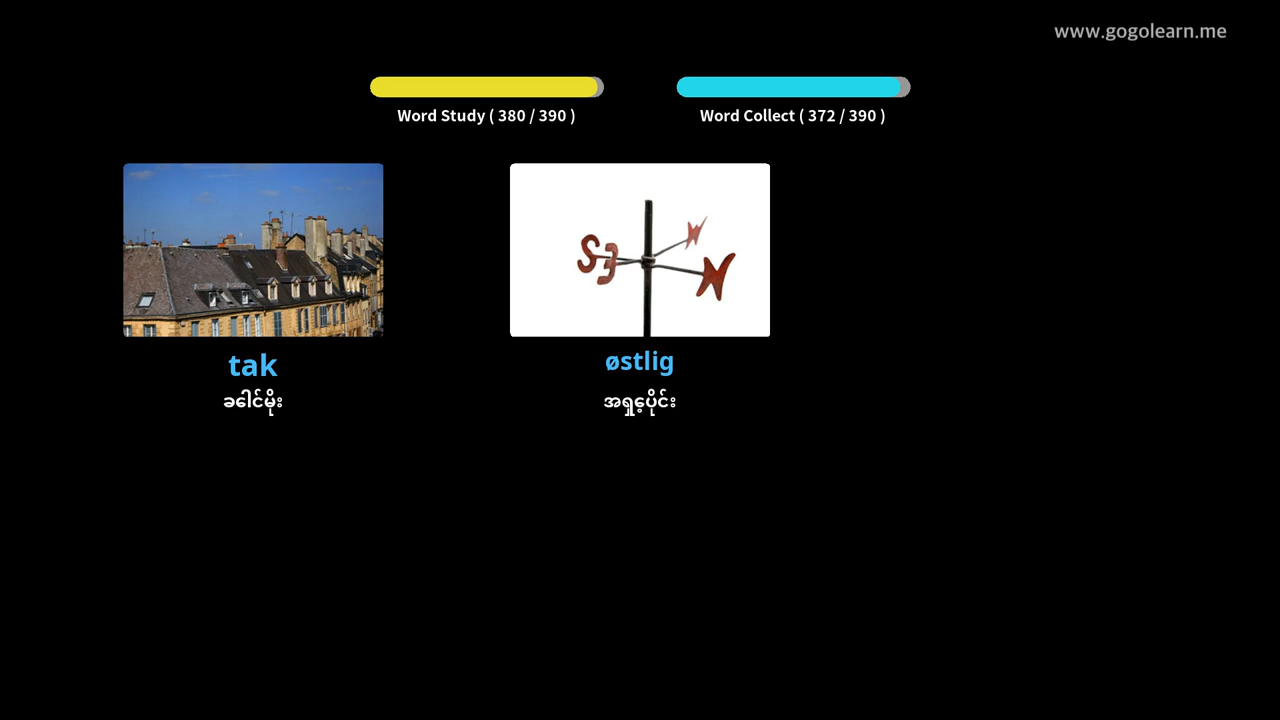 www.gogolearn.me
Word Study ( 380 / 390 )
Word Collect ( 372 / 390 )
tak
ခေါင်မိုး
østlig
အရှေ့ပိုင်း
S
E
N
W